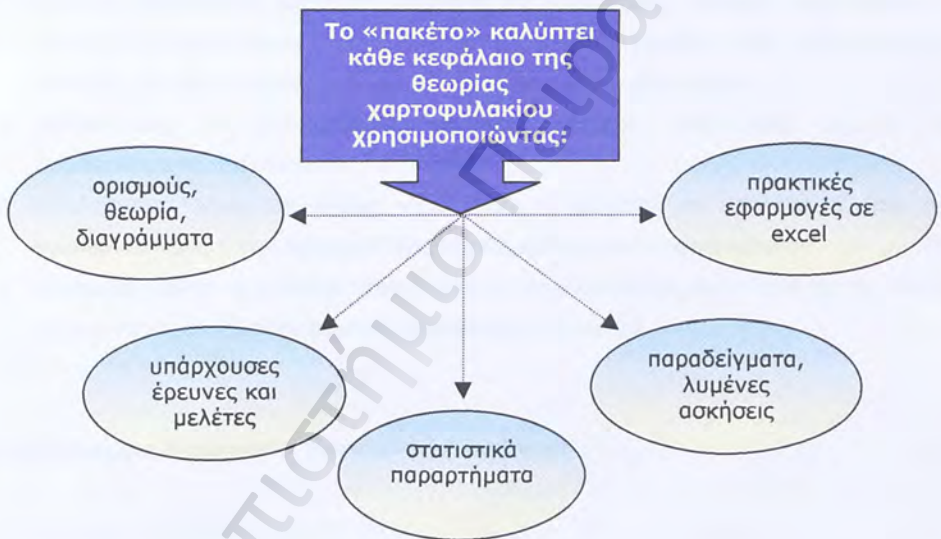 Το «πακέτο» καλύπτει
κάθε κεφάλαιο της
θεωρίας
χαρτοφυλακίου
χρησιμοποιώντας:
ορισμούς,
θεωρία,
διαγράμματα
πρακτικές
εφαρμογές σε
excel
υπάρχουσες
έρευνες και
μελέτες
παραδείγματα,
λυμένες
ασκήσεις
στατιστικά
παραρτήματα